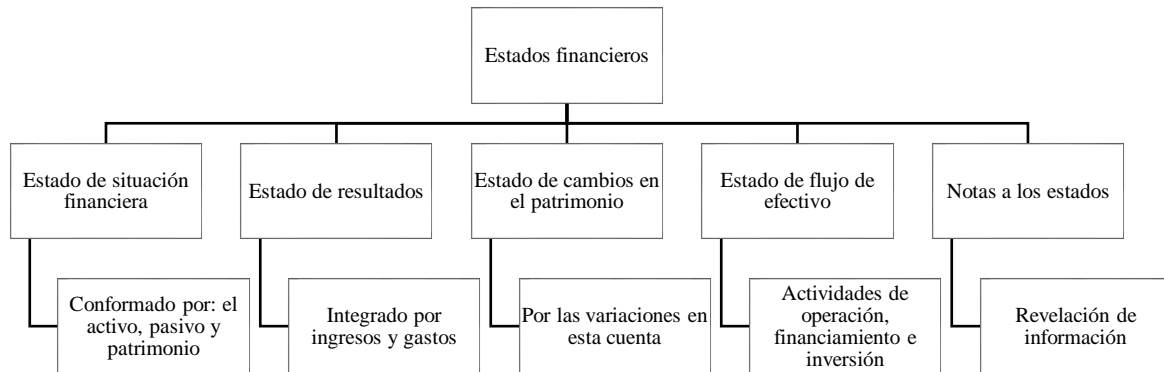 Estados financieros
Estado de situación
financiera
Estado de resultados
Estado de cambios en
el patrimonio
Estado de flujo de
efectivo
Notas a los estados
Conformado por: el
activo, pasivo y
patrimonio
Integrado por
ingresos y gastos
Por las variaciones en
esta cuenta
Actividades de
operación,
financiamiento e
inversión
Revelación de
información